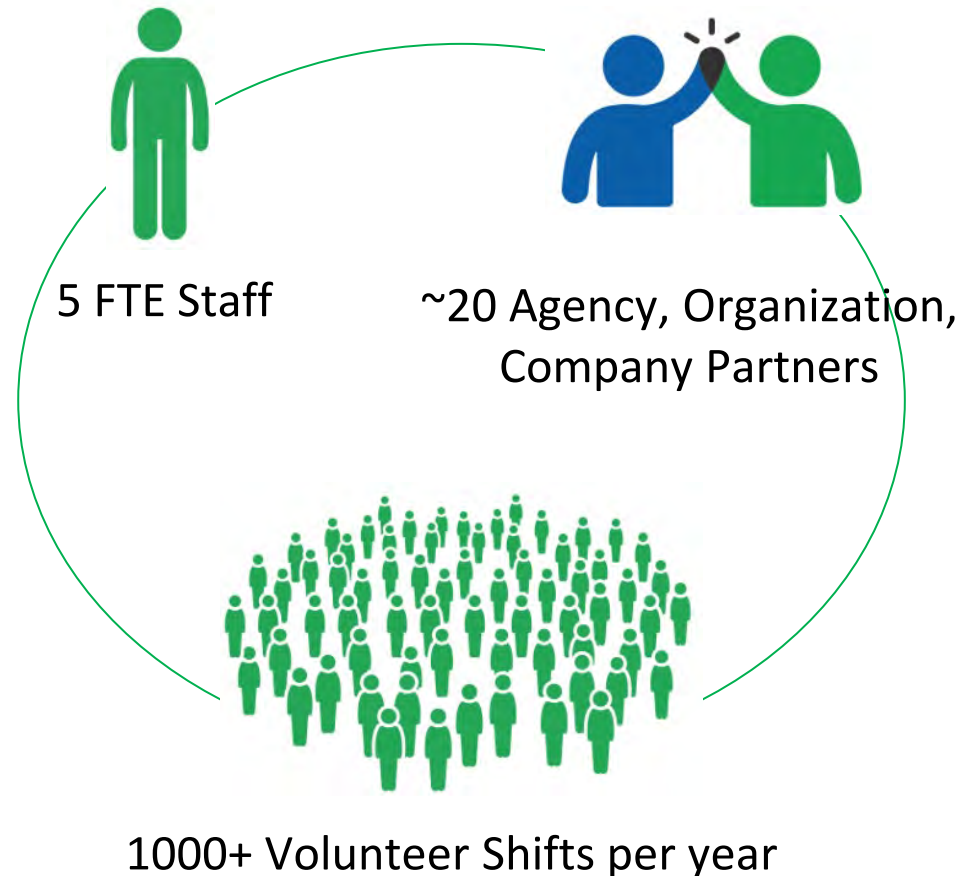 5 FTE Staff
~20 Agency, Organization,
Company Partners
1000+ Volunteer Shifts per year